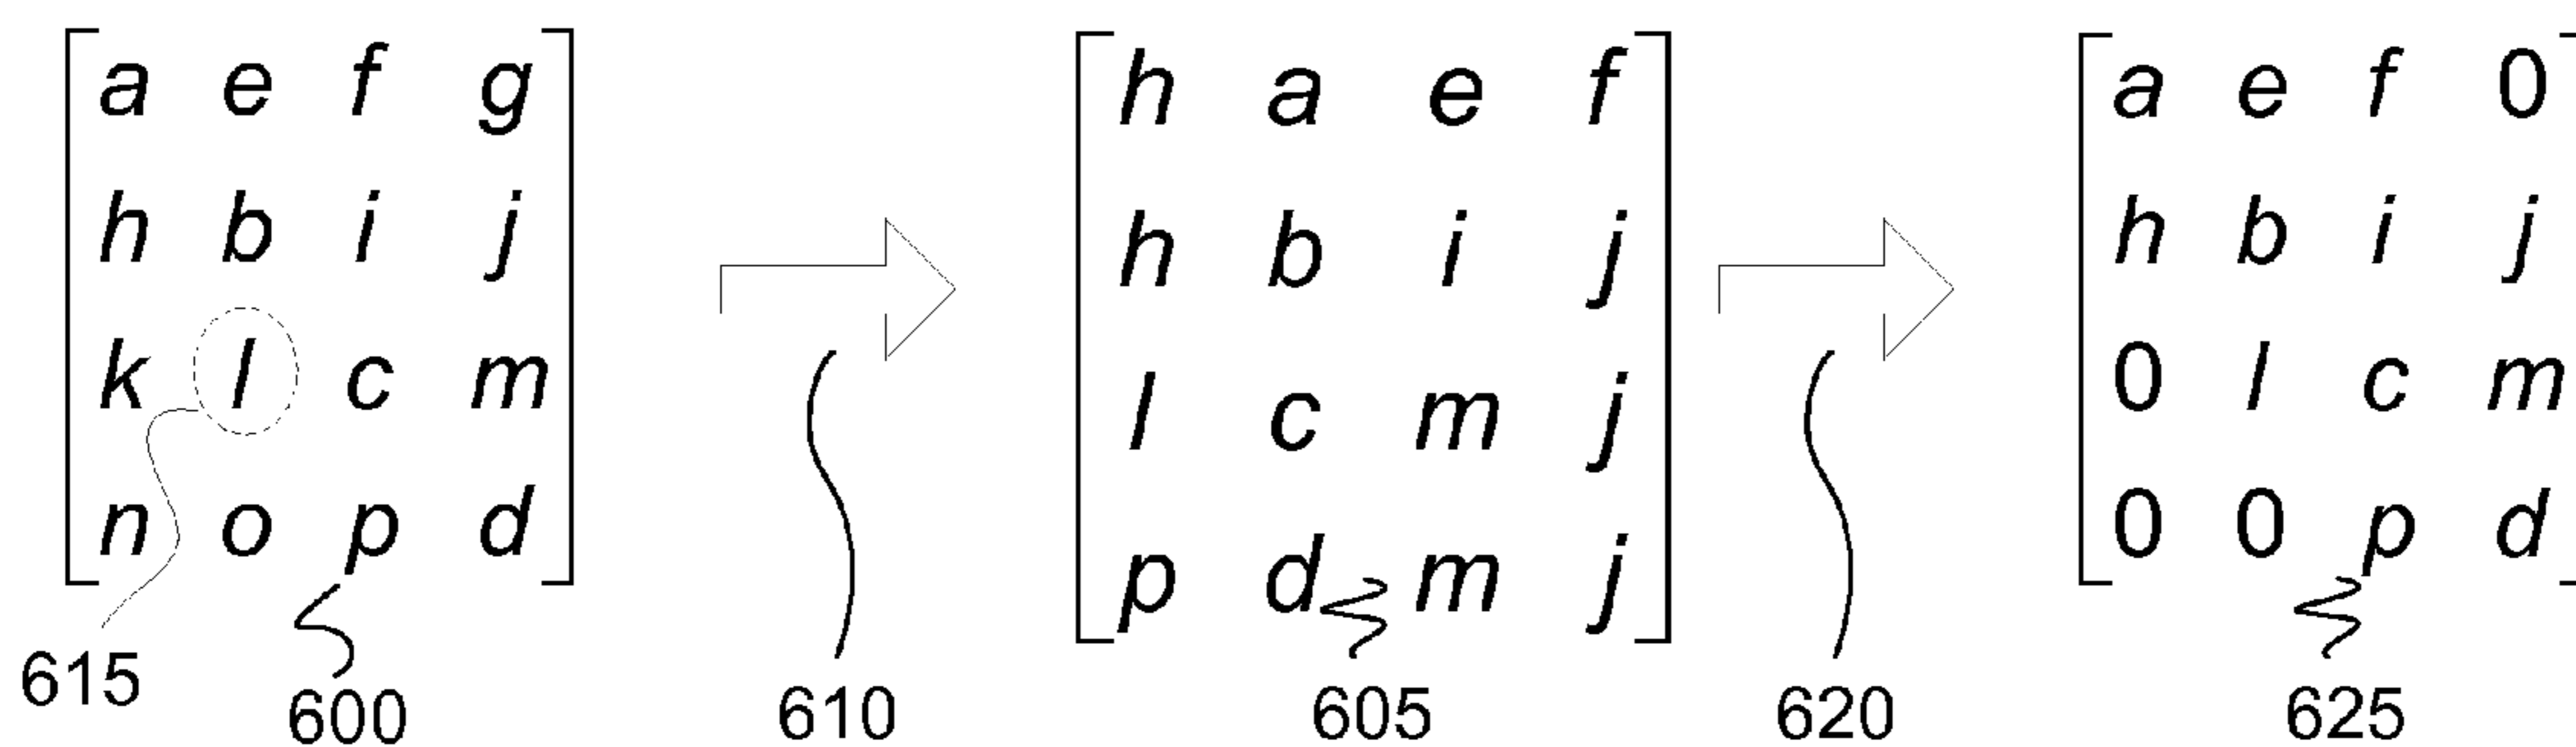 a e f g h a e f a e f 0
h b i j h b i j h b i j
k l c m l c m j 0 l c m
n o p d p d m j 0 0 p d
615 600 610 605 620 625